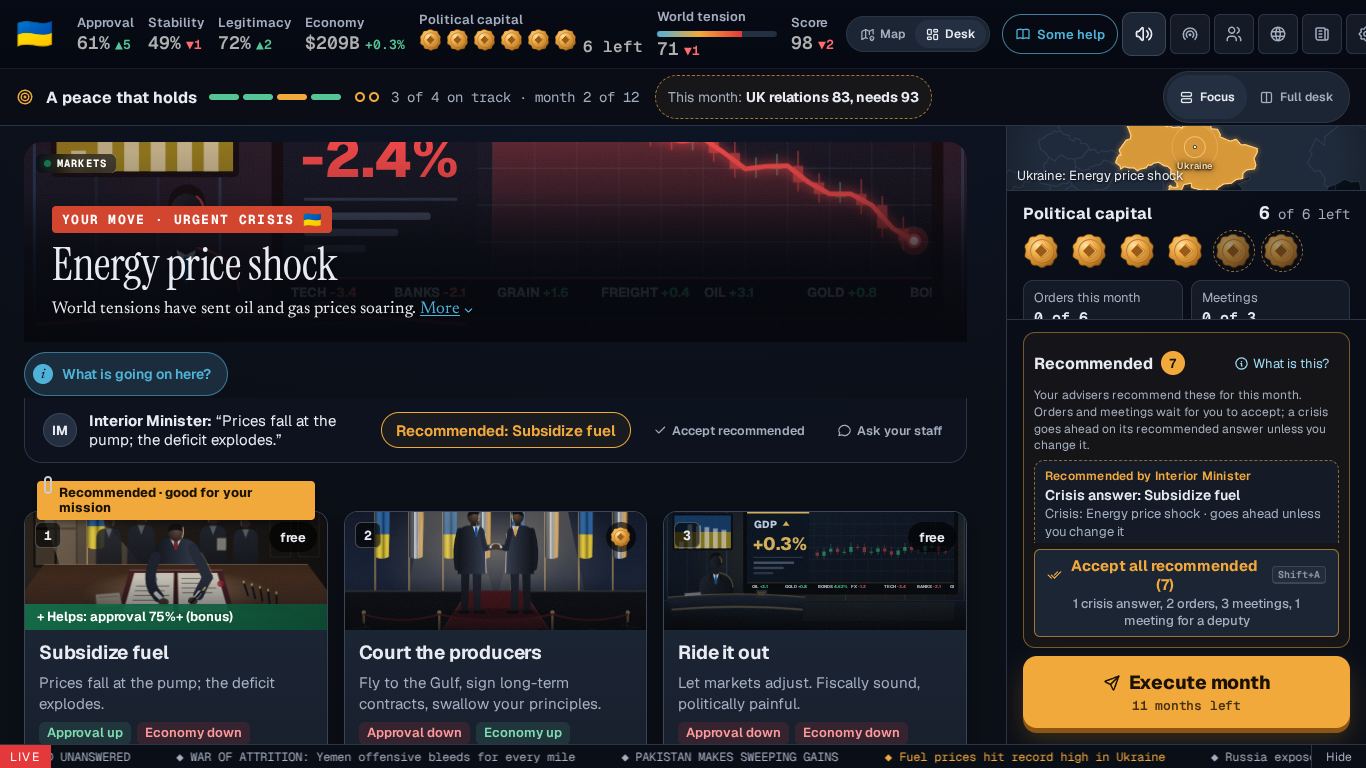 Approval
61% ▲5
Stability
49% ▼1
Legitimacy
72% ▲2
Economy
$209B +0.3%
Political capital
6 left
World tension
71 ▼1
Score
98 ▼2
Map
Desk
Some help
A peace that holds
3 of 4 on track · month 2 of 12
This month: UK relations 83, needs 93
Focus
Full desk
MARKETS
-2.4%
YOUR MOVE · URGENT CRISIS
Energy price shock
TECH -3.4 BANKS -2.1 GRAIN +1.6 FREIGHT +0.4 OIL +3.1 GOLD +0.8
World tensions have sent oil and gas prices soaring. More
What is going on here?
IM
Interior Minister: “Prices fall at the
pump; the deficit explodes.”
Recommended: Subsidize fuel
Accept recommended
Ask your staff
Recommended · good for your
mission
1
free
+ Helps: approval 75%+ (bonus)
Subsidize fuel
Prices fall at the pump; the deficit
explodes.
Approval up
Economy down
2
Court the producers
Fly to the Gulf, sign long-term
contracts, swallow your principles.
Approval down
Economy up
3
GDP ▲
+0.3%
free
Ride it out
Let markets adjust. Fiscally sound,
politically painful.
Approval down
Economy down
Ukraine
Ukraine: Energy price shock
Political capital
6 of 6 left
Orders this month
0 of 6
Meetings
0 of 3
Recommended 7
What is this?
Your advisers recommend these for this month.
Orders and meetings wait for you to accept; a crisis
goes ahead on its recommended answer unless you
change it.
Recommended by Interior Minister
Crisis answer: Subsidize fuel
Crisis: Energy price shock · goes ahead unless
you change it
Accept all recommended
(7)
Shift+A
1 crisis answer, 2 orders, 3 meetings, 1
meeting for a deputy
Execute month
11 months left
LIVE
UNANSWERED ◆ WAR OF ATTRITION: Yemen offensive bleeds for every mile ◆ PAKISTAN MAKES SWEEPING GAINS ◆ Fuel prices hit record high in Ukraine ◆ Russia expos
Hide